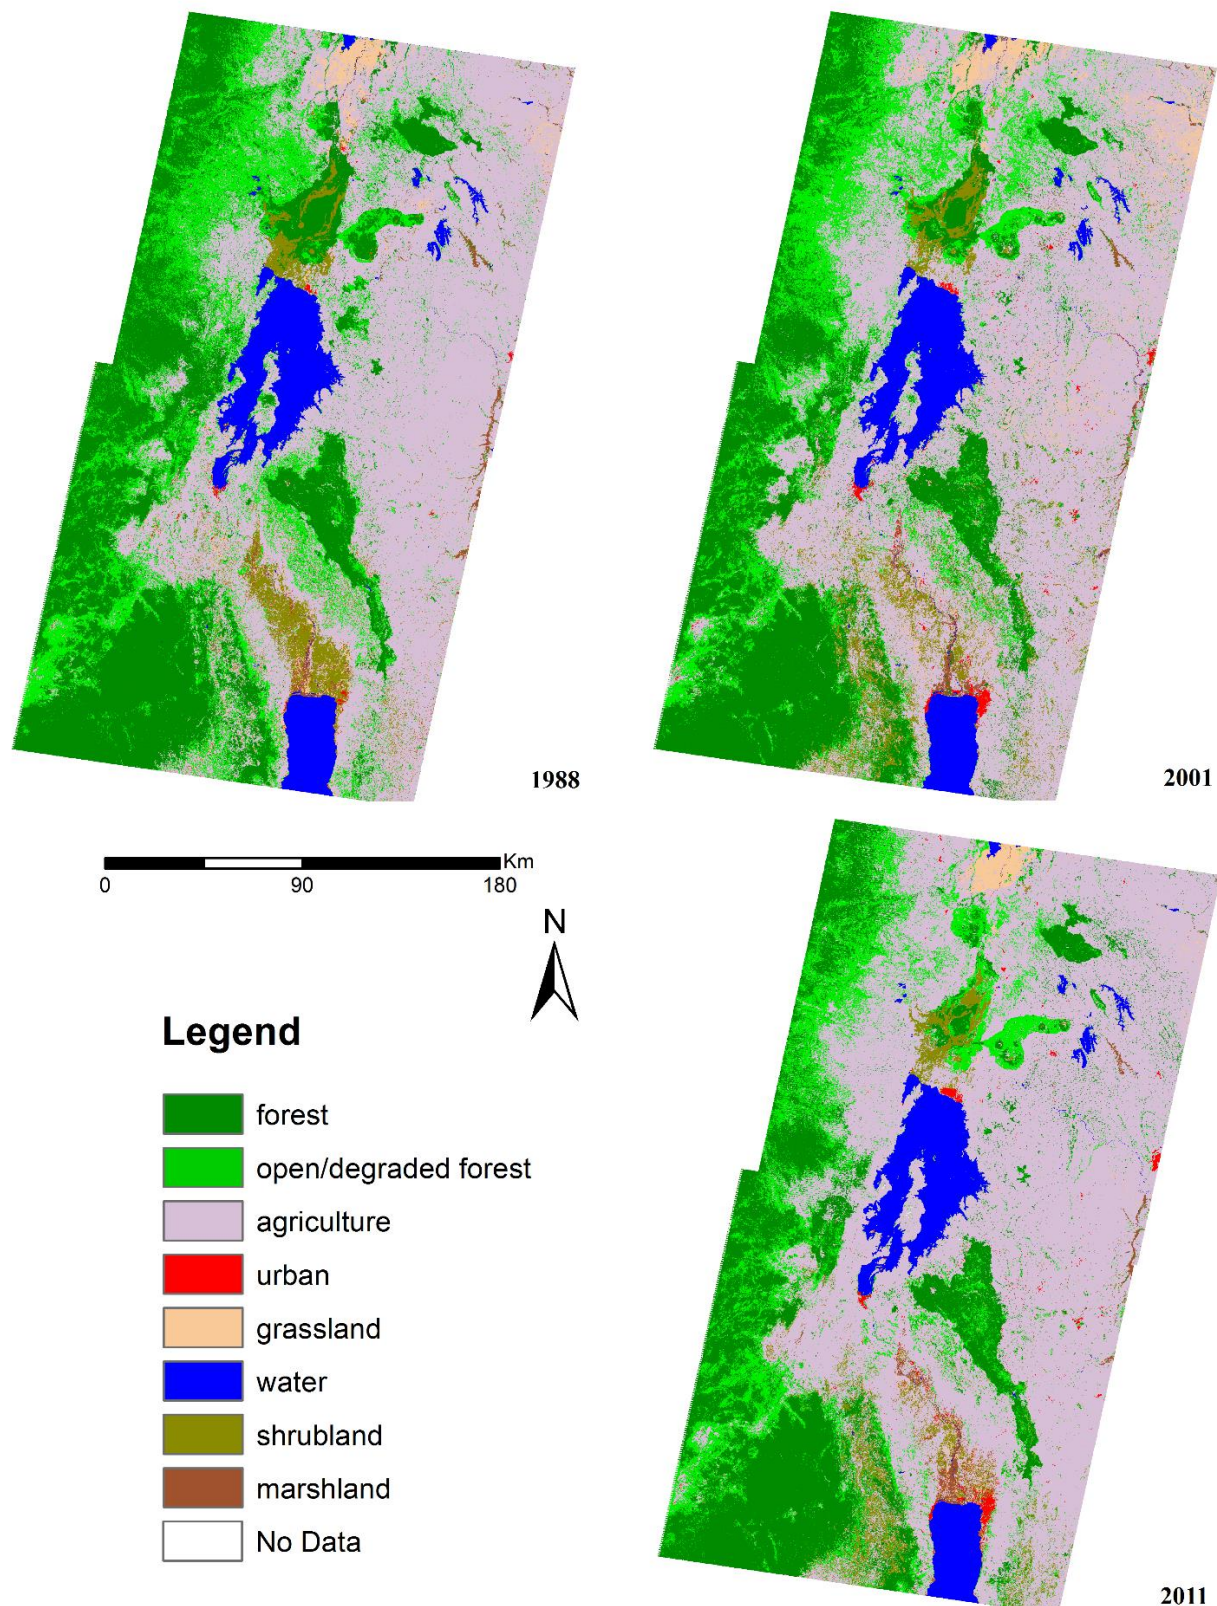 1988
2001
Km
0 90 180
N
Legend
forest
open/degraded forest
agriculture
urban
grassland
water
shrubland
marshland
No Data
2011